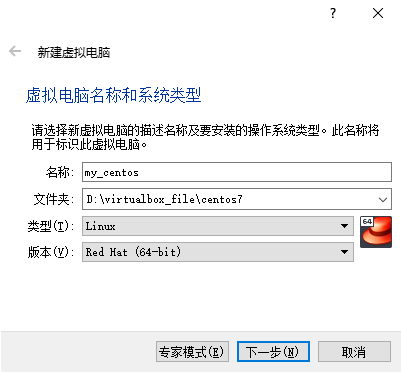 ?
新建虚拟电脑
虚拟电脑名称和系统类型
请选择新虚拟电脑的描述名称及要安装的操作系统类型。此名称将
用于标识此虚拟电脑。
名称: my_centos
文件夹: D:\virtualbox_file\centos7
类型(T): Linux
64
版本(V): Red Hat (64-bit)
专家模式(E) 下一步(N) 取消